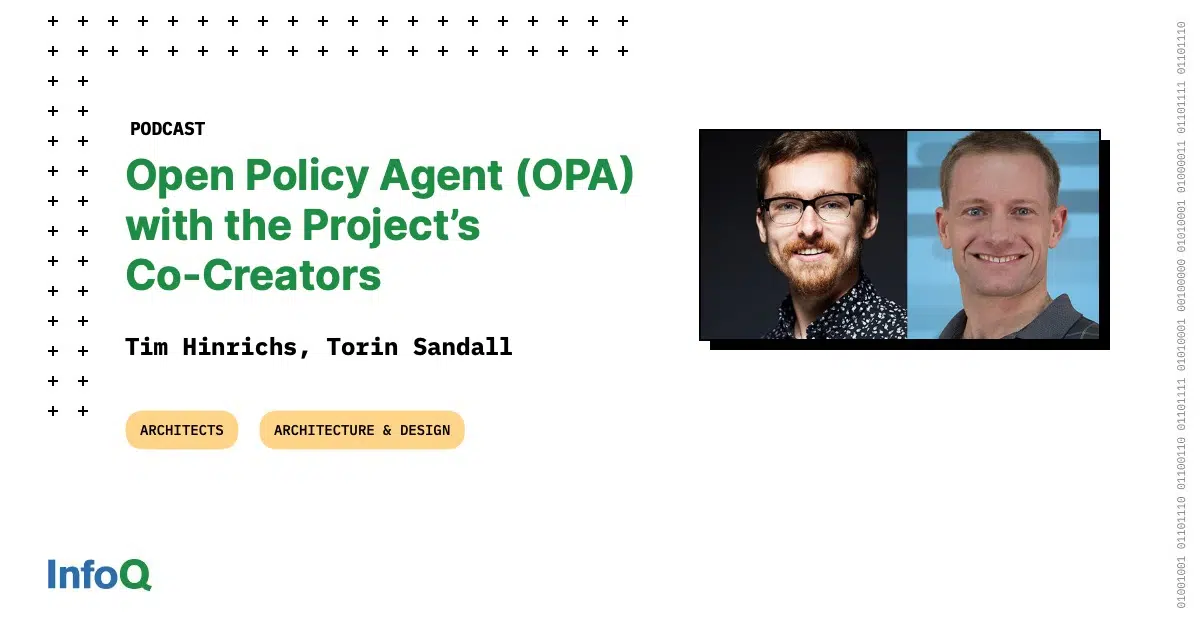 PODCAST
Open Policy Agent (OPA)
with the Project’s
Co-Creators
Tim Hinrichs, Torin Sandall
ARCHITECTS
ARCHITECTURE & DESIGN
InfoQ
01001001 01101110 01100110 01101111 01010001 00100000 01010001 01000011 01101111 01101110